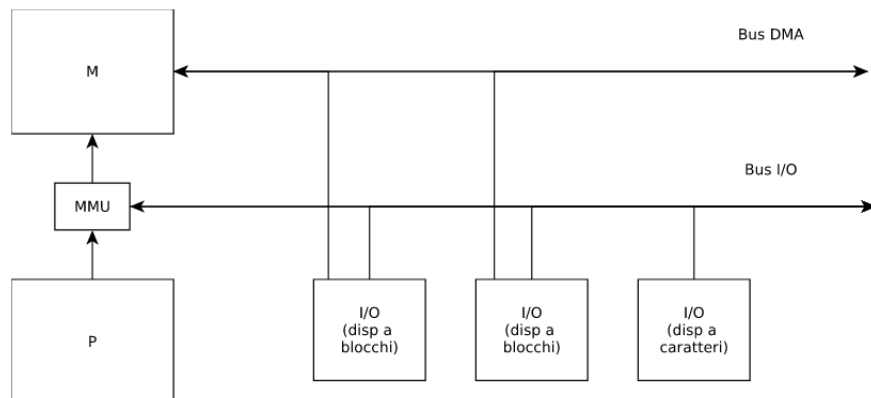 Bus DMA
M
Bus I/O
MMU
P
I/O
(disp a
blocchi)
I/O
(disp a
blocchi)
I/O
(disp a
caratteri)